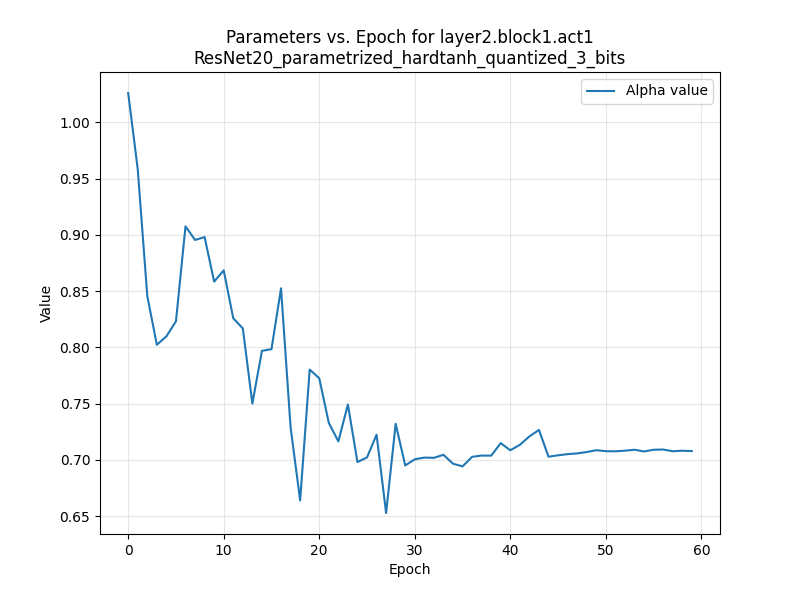 Parameters vs. Epoch for layer2.block1.act1
ResNet20_parametrized_hardtanh_quantized_3_bits
Alpha value
1.00
0.95
0.90
0.85
0.80
0.75
0.70
0.65
Value
0 10 20 30 40 50 60
Epoch